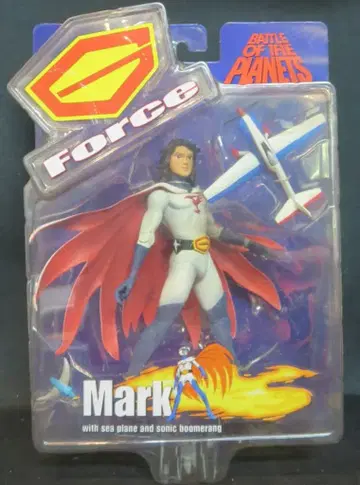 BATTLE
OF THE
PLANETS
G
Force
Mark
with sea plane and sonic boomerang